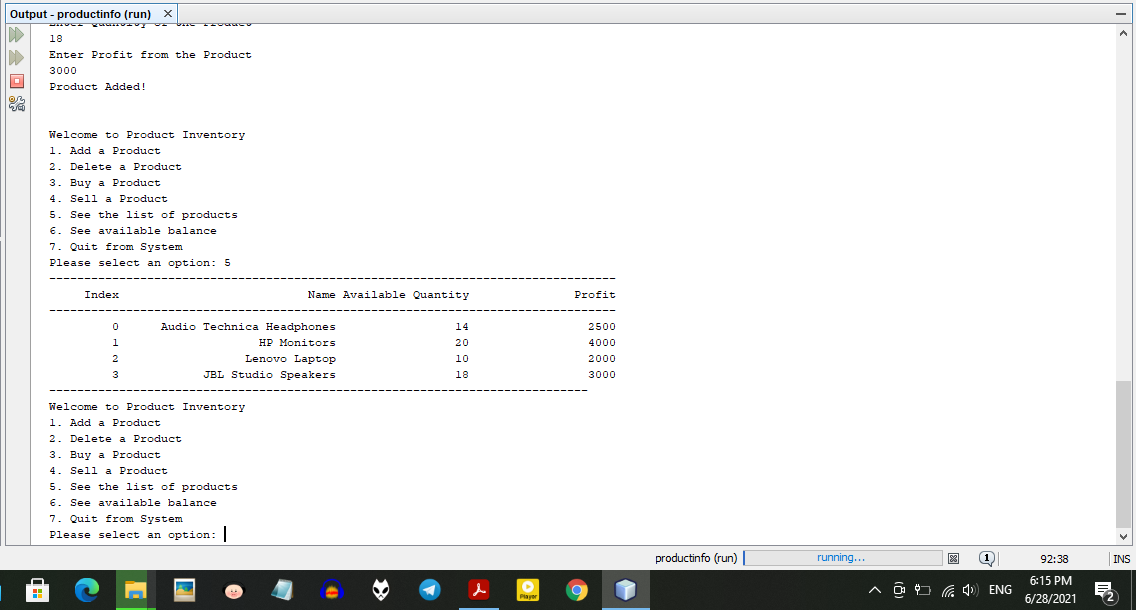 Output - productinfo (run)
Enter Quantity of the Product
18
Enter Profit from the Product
3000
Product Added!
Welcome to Product Inventory
1. Add a Product
2. Delete a Product
3. Buy a Product
4. Sell a Product
5. See the list of products
6. See available balance
7. Quit from System
Please select an option: 5
--------------------------------------------------------------------------------
Index Name Available Quantity Profit
--------------------------------------------------------------------------------
0 Audio Technica Headphones 14 2500
1 HP Monitors 20 4000
2 Lenovo Laptop 10 2000
3 JBL Studio Speakers 18 3000
----------------------------------------------------------------------------
Welcome to Product Inventory
1. Add a Product
2. Delete a Product
3. Buy a Product
4. Sell a Product
5. See the list of products
6. See available balance
7. Quit from System
Please select an option:
productinfo (run) running... 1 92:38 INS
Player ENG 6:15 PM
6/28/2021 2